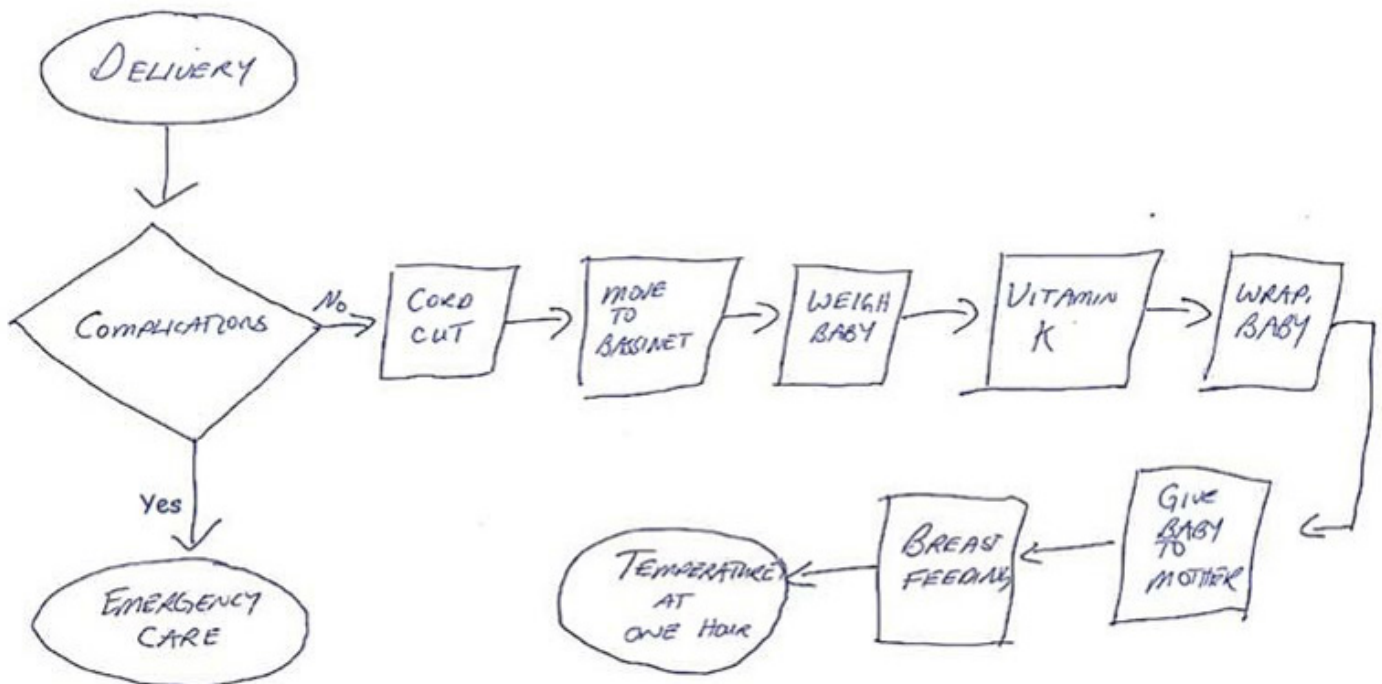 DELIVERY
COMPLICATIONS
No
CORD
CUT
MOVE
TO
BASSINET
WEIGH
BABY
VITAMIN
K
WRAP
BABY
Yes
EMERGENCY
CARE
GIVE
BABY
TO
MOTHER
BREAST
FEEDING
TEMPERATURE
AT
ONE HOUR